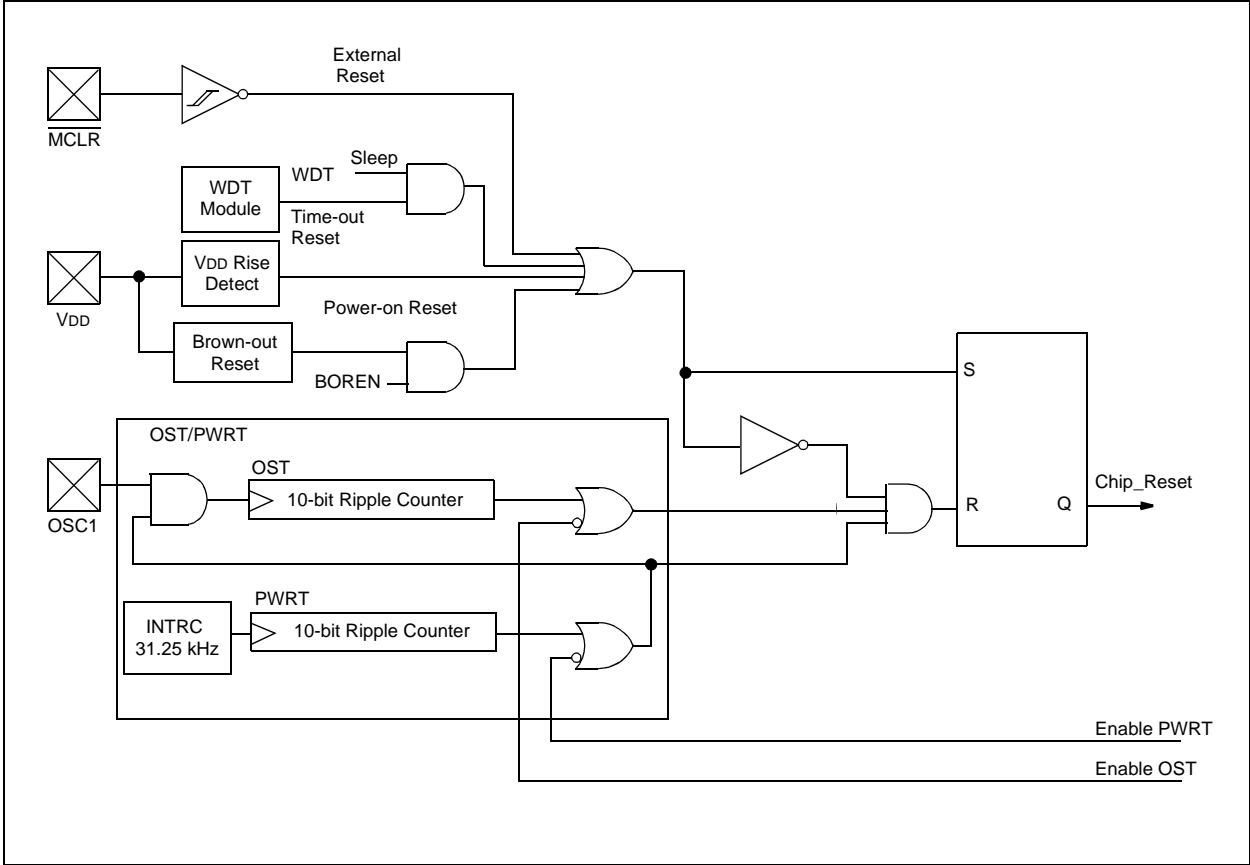 External
Reset
MCLR
Sleep
WDT
WDT
Module
Time-out
Reset
VDD Rise
Detect
VDD
Power-on Reset
Brown-out
Reset
BOREN
S
OST/PWRT
OST
10-bit Ripple Counter
OSC1
Chip_Reset
R
Q
PWRT
INTRC
31.25 kHz
10-bit Ripple Counter
Enable PWRT
Enable OST